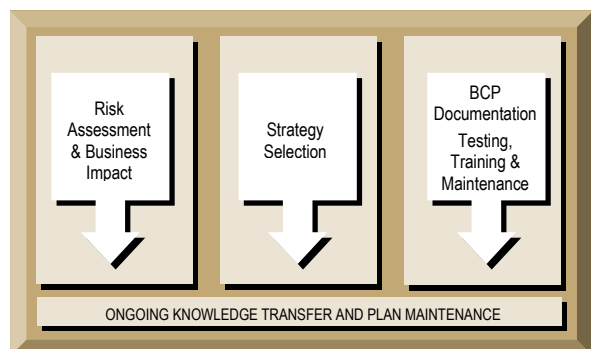 Risk
Assessment
& Business
Impact
Strategy
Selection
BCP
Documentation
Testing,
Training &
Maintenance
ONGOING KNOWLEDGE TRANSFER AND PLAN MAINTENANCE